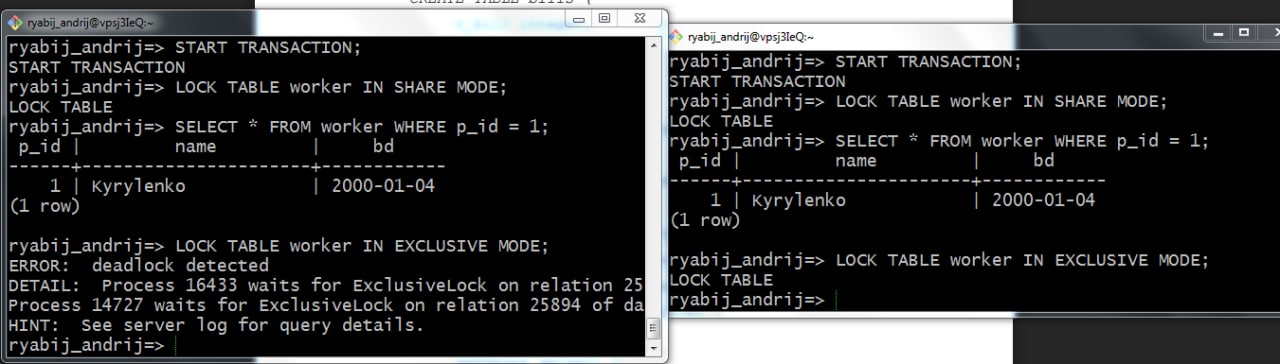 CREATE TABLE Bills (
ryabij_andrij@vpsj3IeQ:~
ryabij_andrij=> START TRANSACTION;
START TRANSACTION
ryabij_andrij=> LOCK TABLE worker IN SHARE MODE;
LOCK TABLE
ryabij_andrij=> SELECT * FROM worker WHERE p_id = 1;
p_id | name | bd
------+----------------------+------------
1 | Kyrylenko | 2000-01-04
(1 row)
ryabij_andrij=> LOCK TABLE worker IN EXCLUSIVE MODE;
ERROR: deadlock detected
DETAIL: Process 16433 waits for ExclusiveLock on relation 25
Process 14727 waits for ExclusiveLock on relation 25894 of da
HINT: See server log for query details.
ryabij_andrij=>
ryabij_andrij@vpsj3IeQ:~
ryabij_andrij=> START TRANSACTION;
START TRANSACTION
ryabij_andrij=> LOCK TABLE worker IN SHARE MODE;
LOCK TABLE
ryabij_andrij=> SELECT * FROM worker WHERE p_id = 1;
p_id | name | bd
------+----------------------+------------
1 | Kyrylenko | 2000-01-04
(1 row)
ryabij_andrij=> LOCK TABLE worker IN EXCLUSIVE MODE;
LOCK TABLE
ryabij_andrij=>